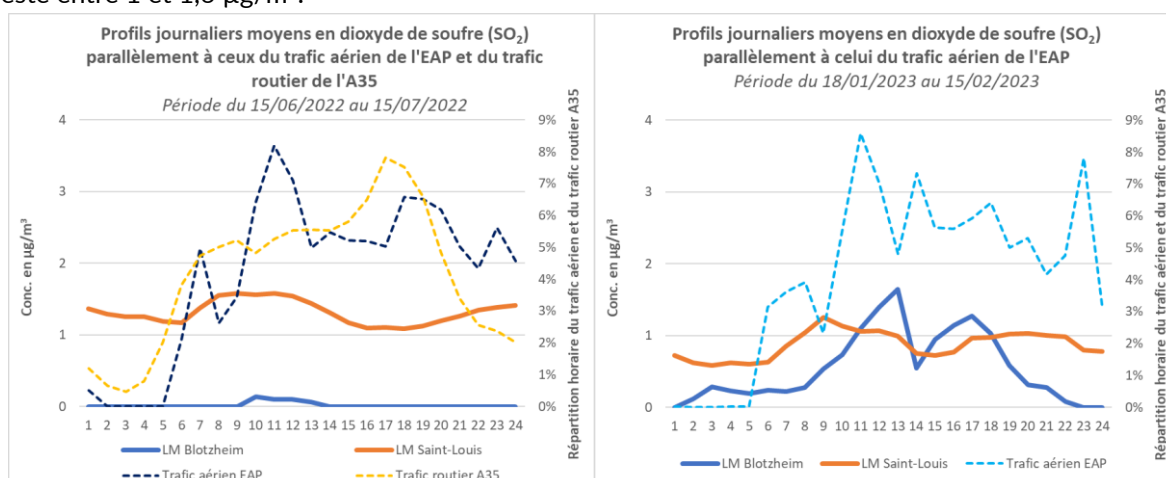 este entre 1 et 1,6 µg/m³.
Profils journaliers moyens en dioxyde de soufre (SO₂)
parallèlement à ceux du trafic aérien de l'EAP et du trafic
routier de l'A35
Période du 15/06/2022 au 15/07/2022
Conc. en µg/m³
4
3
2
1
0
9%
8%
7%
6%
5%
4%
3%
2%
1%
0%
Répartition horaire du trafic aérien et du trafic routier A35
1 2 3 4 5 6 7 8 9 10 11 12 13 14 15 16 17 18 19 20 21 22 23 24
LM Blotzheim LM Saint-Louis
Trafic aérien EAP Trafic routier A35
Profils journaliers moyens en dioxyde de soufre (SO₂)
parallèlement à celui du trafic aérien de l'EAP
Période du 18/01/2023 au 15/02/2023
Conc. en µg/m³
4
3
2
1
0
9%
8%
7%
6%
5%
4%
3%
2%
1%
0%
Répartition horaire du trafic aérien et du trafic routier A35
1 2 3 4 5 6 7 8 9 10 11 12 13 14 15 16 17 18 19 20 21 22 23 24
LM Blotzheim LM Saint-Louis Trafic aérien EAP